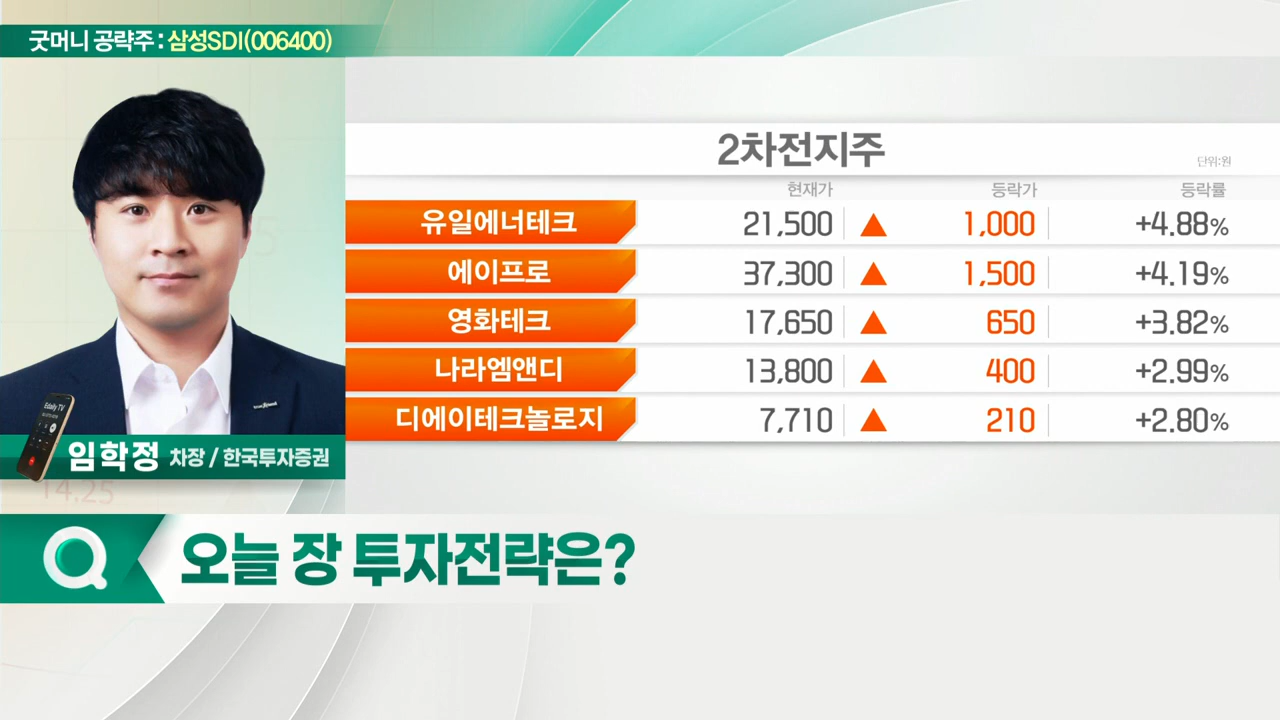 굿머니 공략주 : 삼성SDI(006400)
2차전지주
단위:원
현재가 등락가 등락률
유일에너테크 21,500 ▲ 1,000 +4.88%
에이프로 37,300 ▲ 1,500 +4.19%
영화테크 17,650 ▲ 650 +3.82%
나라엠앤디 13,800 ▲ 400 +2.99%
디에이테크놀로지 7,710 ▲ 210 +2.80%
Edaily TV
임학정 차장 / 한국투자증권
14.25
Q 오늘 장 투자전략은?